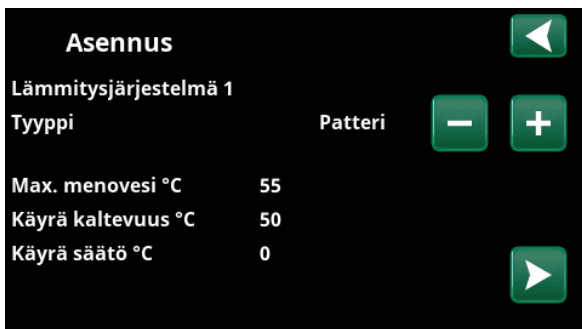 Asennus
Lämmitysjärjestelmä 1
Tyyppi Patteri
Max. menovesi °C 55
Käyrä kaltevuus °C 50
Käyrä säätö °C 0